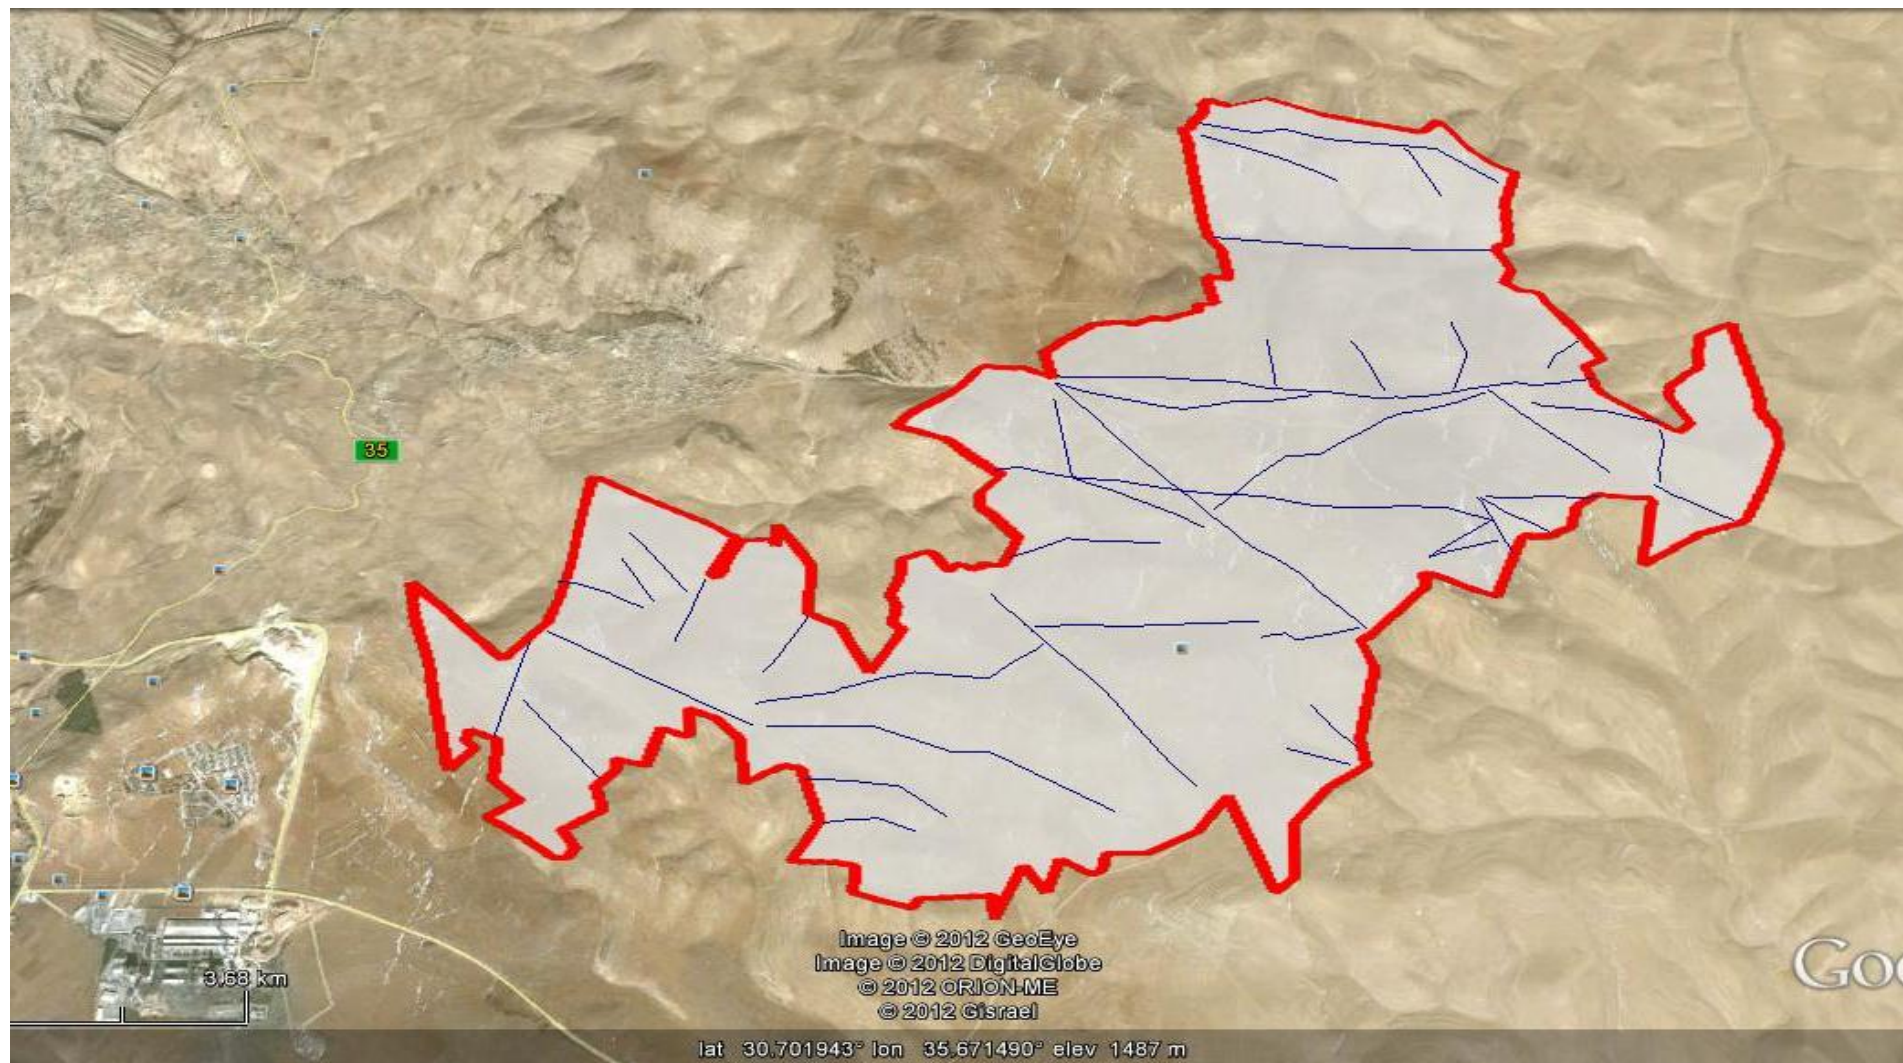 35
Image © 2012 GeoEye
Image © 2012 DigitalGlobe
© 2012 ORION-ME
© 2012 Gisrael
3.68 km
Goo
lat 30.701943° lon 35.671490° elev 1487 m